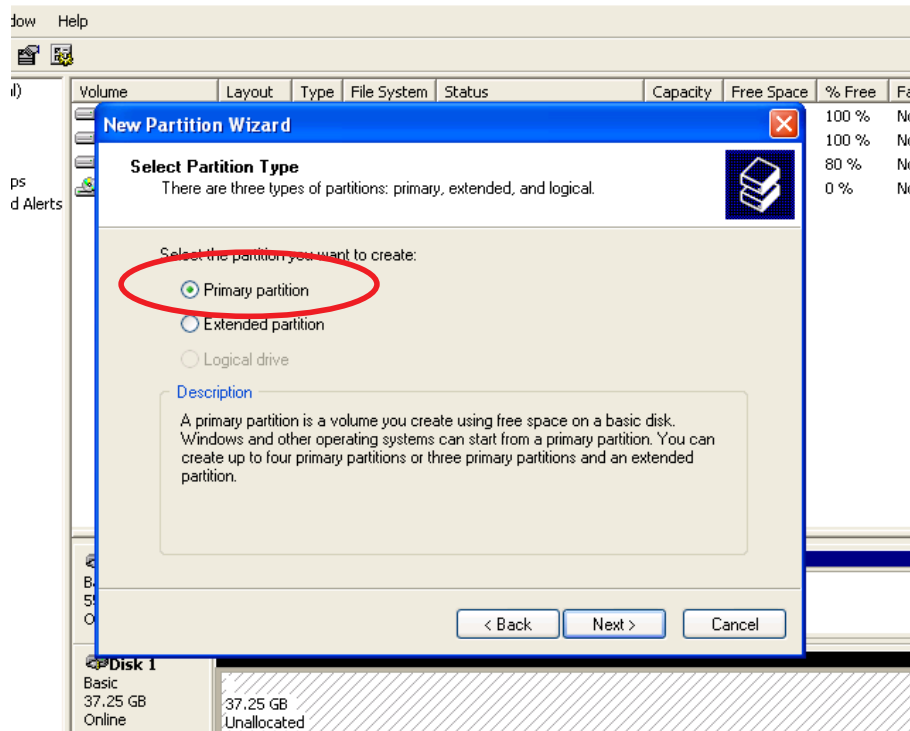 Help
Volume Layout Type File System Status Capacity Free Space % Free
100 %
100 %
80 %
0 %
d Alerts
New Partition Wizard
Select Partition Type
There are three types of partitions: primary, extended, and logical.
Select the partition you want to create:
Primary partition
Extended partition
Logical drive
Description
A primary partition is a volume you create using free space on a basic disk.
Windows and other operating systems can start from a primary partition. You can
create up to four primary partitions or three primary partitions and an extended
partition.
< Back Next > Cancel
Disk 1
Basic
37.25 GB
Online
37.25 GB
Unallocated